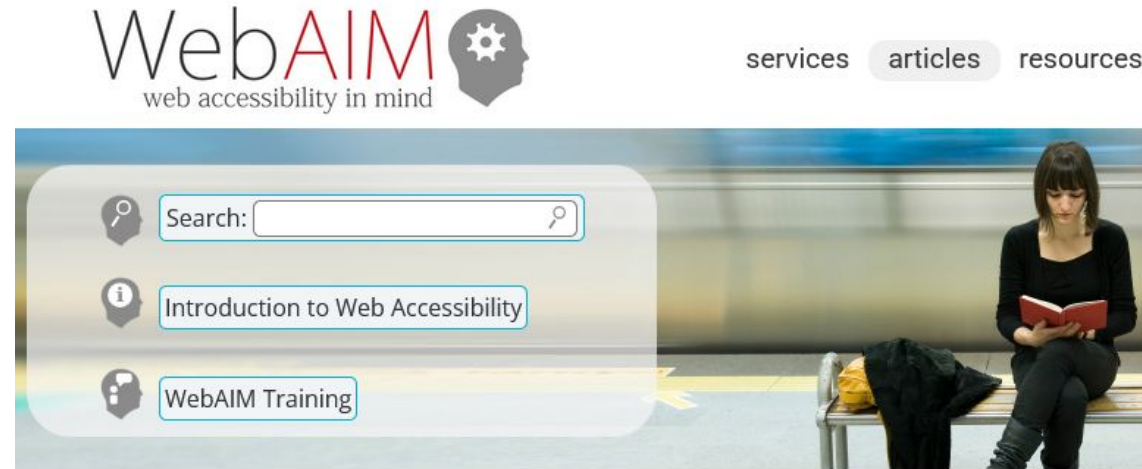 WebAIM
web accessibility in mind
services articles resources
Search:
Introduction to Web Accessibility
WebAIM Training